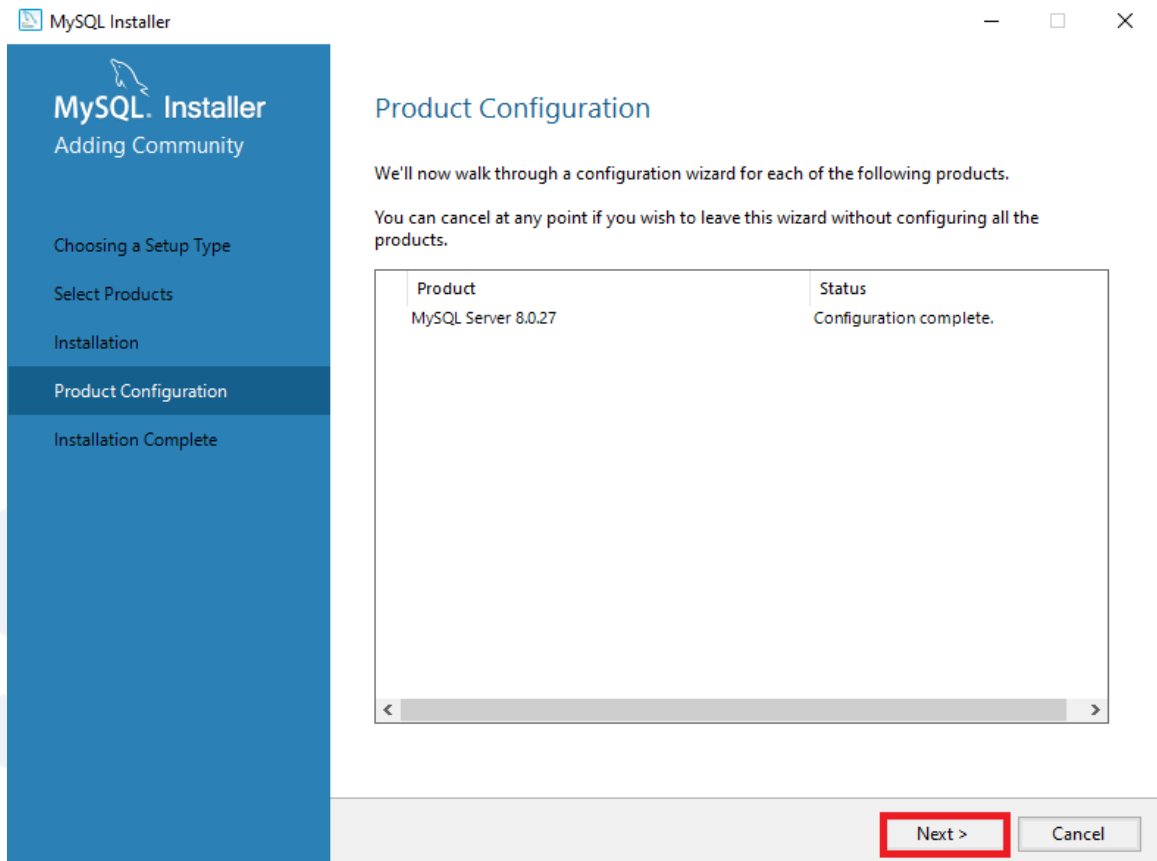 MySQL Installer
MySQL. Installer
Adding Community
Choosing a Setup Type
Select Products
Installation
Product Configuration
Installation Complete
Product Configuration
We'll now walk through a configuration wizard for each of the following products.
You can cancel at any point if you wish to leave this wizard without configuring all the
products.
Product Status
MySQL Server 8.0.27 Configuration complete.
Next > Cancel